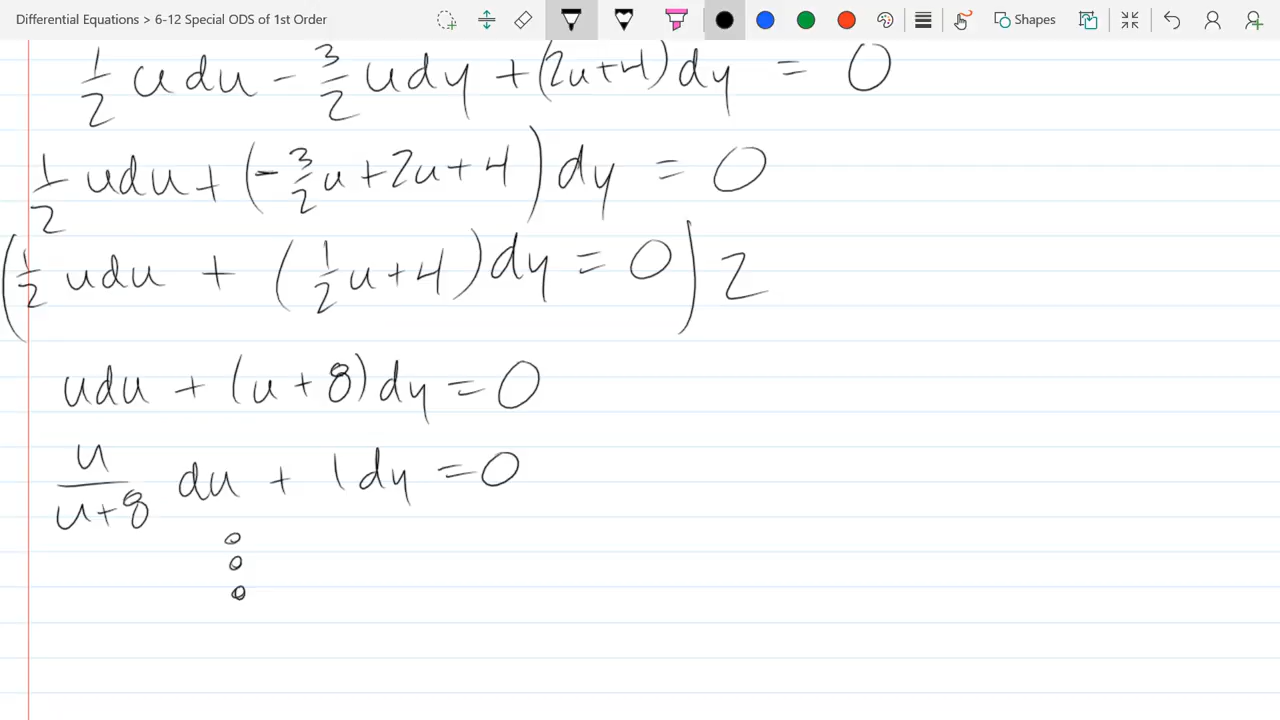 Differential Equations > 6-12 Special ODS of 1st Order
Shapes
1/2 u du - 3/2 u dy + (2u+4) dy = 0
1/2 u du + (-3/2 u + 2u + 4) dy = 0
(1/2 u du + (1/2 u + 4) dy = 0) 2
u du + (u + 8) dy = 0
u/(u+8) du + 1 dy = 0